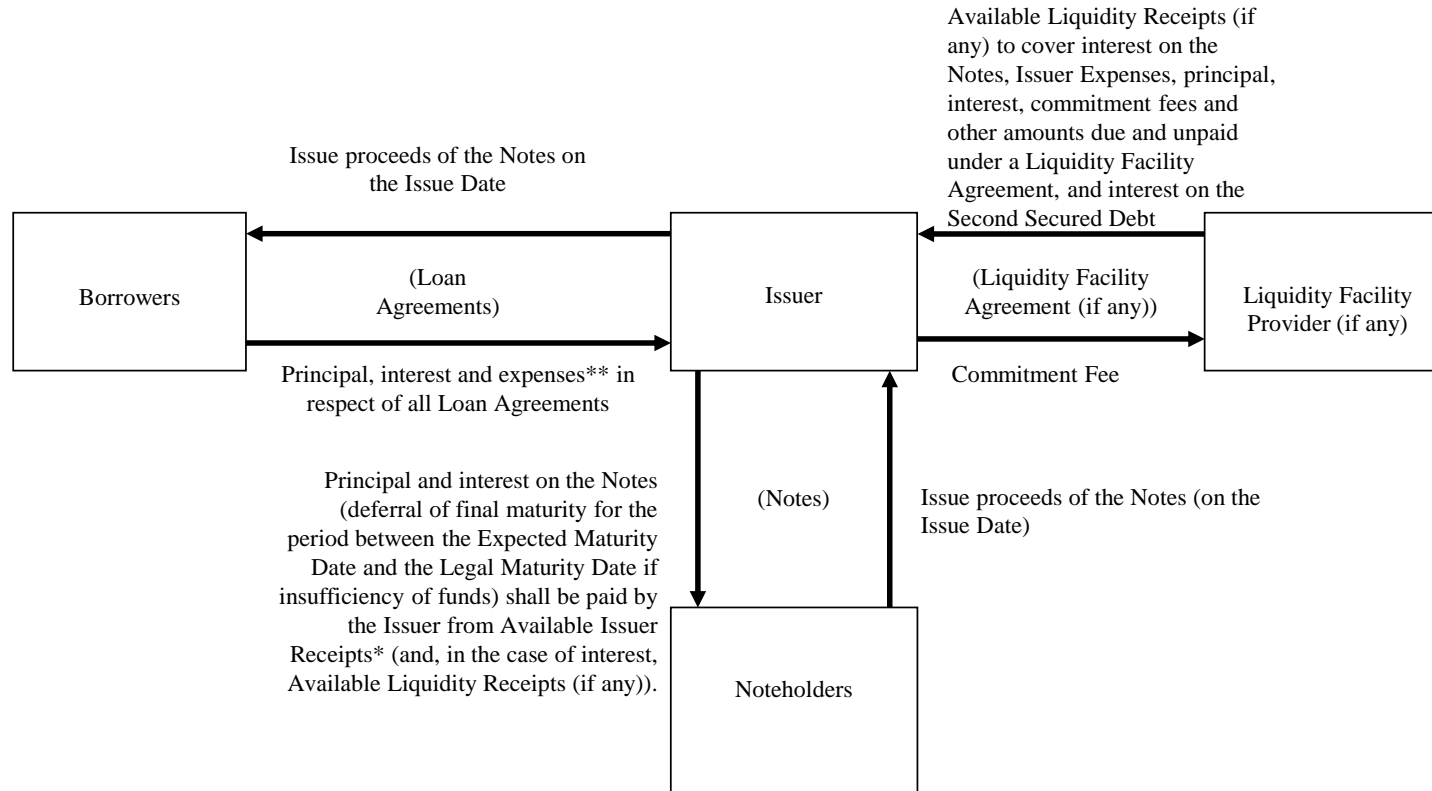 Available Liquidity Receipts (if
any) to cover interest on the
Notes, Issuer Expenses, principal,
interest, commitment fees and
other amounts due and unpaid
under a Liquidity Facility
Agreement, and interest on the
Second Secured Debt
Issue proceeds of the Notes on
the Issue Date
Borrowers
(Loan
Agreements)
Issuer
(Liquidity Facility
Agreement (if any))
Liquidity Facility
Provider (if any)
Principal, interest and expenses** in
respect of all Loan Agreements
Commitment Fee
Principal and interest on the Notes
(deferral of final maturity for the
period between the Expected Maturity
Date and the Legal Maturity Date if
insufficiency of funds) shall be paid by
the Issuer from Available Issuer
Receipts* (and, in the case of interest,
Available Liquidity Receipts (if any)).
(Notes)
Issue proceeds of the Notes (on the
Issue Date)
Noteholders